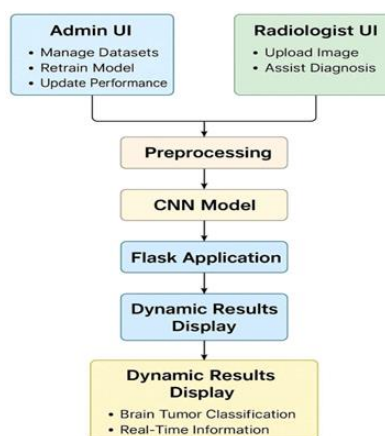 Admin UI
• Manage Datasets
• Retrain Model
• Update Performance
Radiologist UI
• Upload Image
• Assist Diagnosis
Preprocessing
CNN Model
Flask Application
Dynamic Results
Display
Dynamic Results
Display
• Brain Tumor Classification
• Real-Time Information